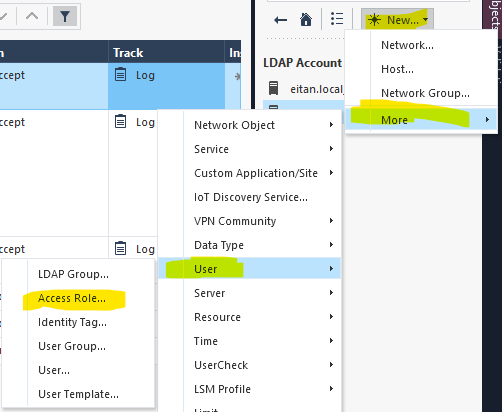 New...
Track
LDAP Account
ccept
Log
eitan.local
ccept
Log
ccept
Log
Network...
Host...
Network Group...
More
Network Object
Service
Custom Application/Site
IoT Discovery Service...
VPN Community
Data Type
User
Server
Resource
Time
UserCheck
LSM Profile
Limit
LDAP Group...
Access Role...
Identity Tag...
User Group...
User...
User Template...